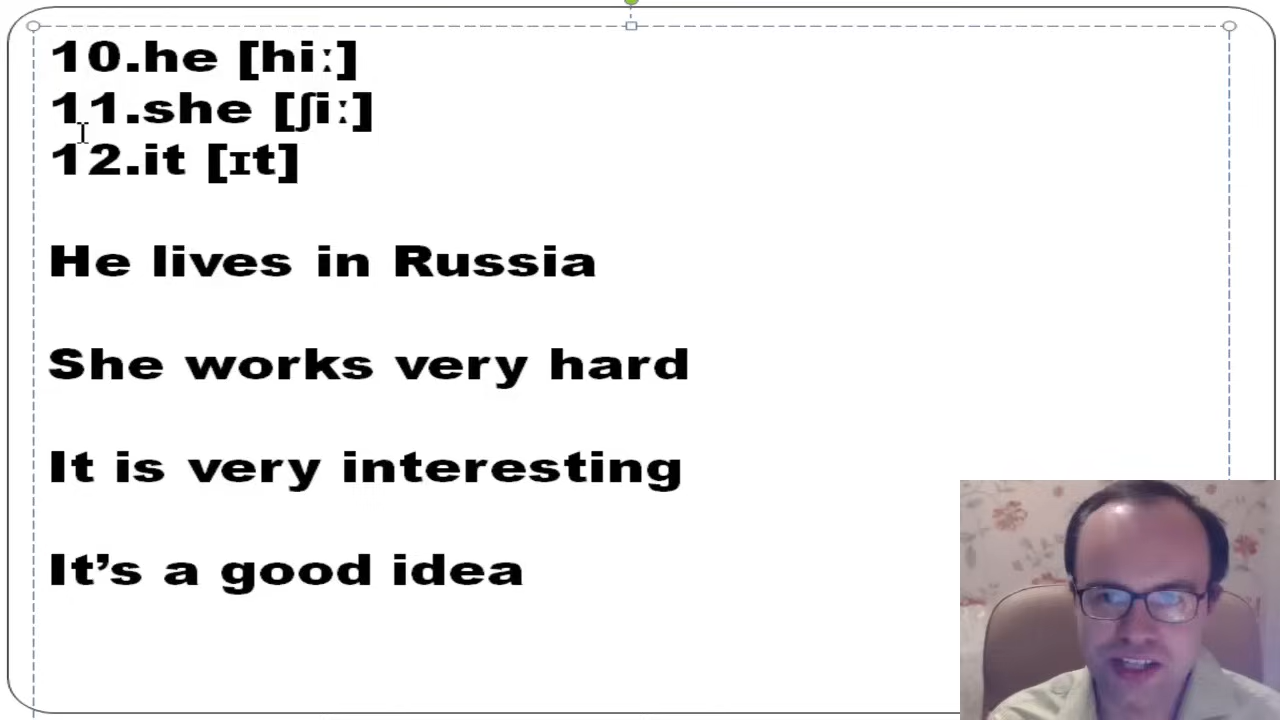 10.he [hiː]
11.she [ʃiː]
12.it [ɪt]
He lives in Russia
She works very hard
It is very interesting
It’s a good idea